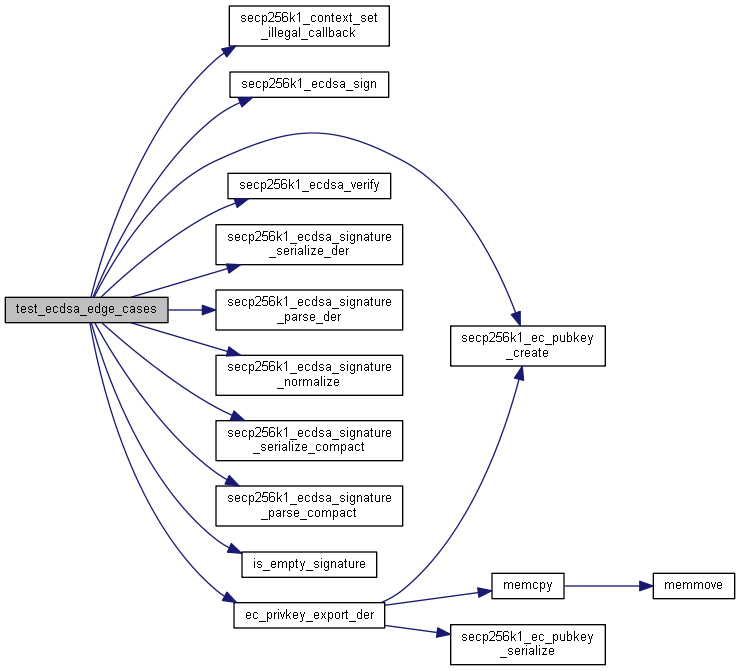 secp256k1_context_set
_illegal_callback
secp256k1_ecdsa_sign
secp256k1_ecdsa_verify
secp256k1_ecdsa_signature
_serialize_der
test_ecdsa_edge_cases
secp256k1_ecdsa_signature
_parse_der
secp256k1_ec_pubkey
_create
secp256k1_ecdsa_signature
_normalize
secp256k1_ecdsa_signature
_serialize_compact
secp256k1_ecdsa_signature
_parse_compact
is_empty_signature
ec_privkey_export_der
memcpy
memmove
secp256k1_ec_pubkey
_serialize